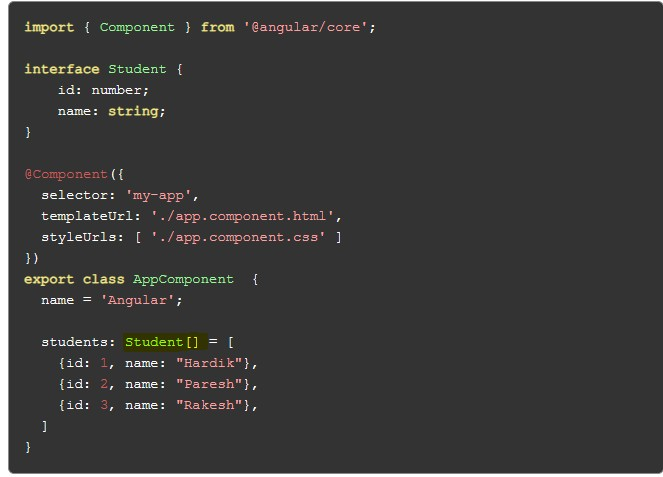 import { Component } from '@angular/core';
interface Student {
    id: number;
    name: string;
}
@Component({
  selector: 'my-app',
  templateUrl: './app.component.html',
  styleUrls: [ './app.component.css' ]
})
export class AppComponent  {
  name = 'Angular';
  students: Student[] = [
    {id: 1, name: "Hardik"},
    {id: 2, name: "Paresh"},
    {id: 3, name: "Rakesh"},
  ]
}